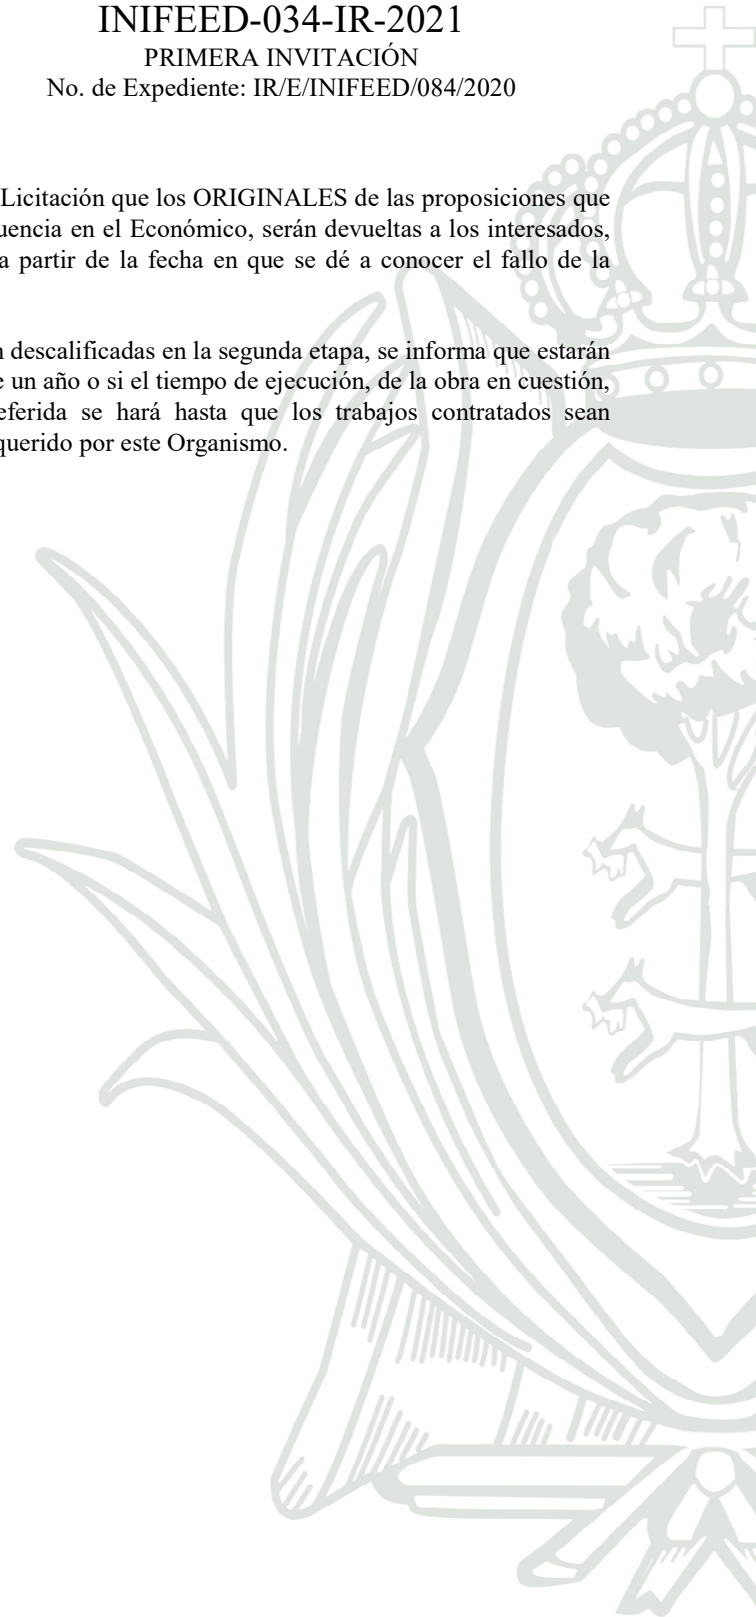 INIFEED-034-IR-2021
PRIMERA INVITACIÓN
No. de Expediente: IR/E/INIFEED/084/2020
Licitación que los ORIGINALES de las proposiciones que
uencia en el Económico, serán devueltas a los interesados,
a partir de la fecha en que se dé a conocer el fallo de la
n descalificadas en la segunda etapa, se informa que estarán
e un año o si el tiempo de ejecución, de la obra en cuestión,
eferida se hará hasta que los trabajos contratados sean
querido por este Organismo.